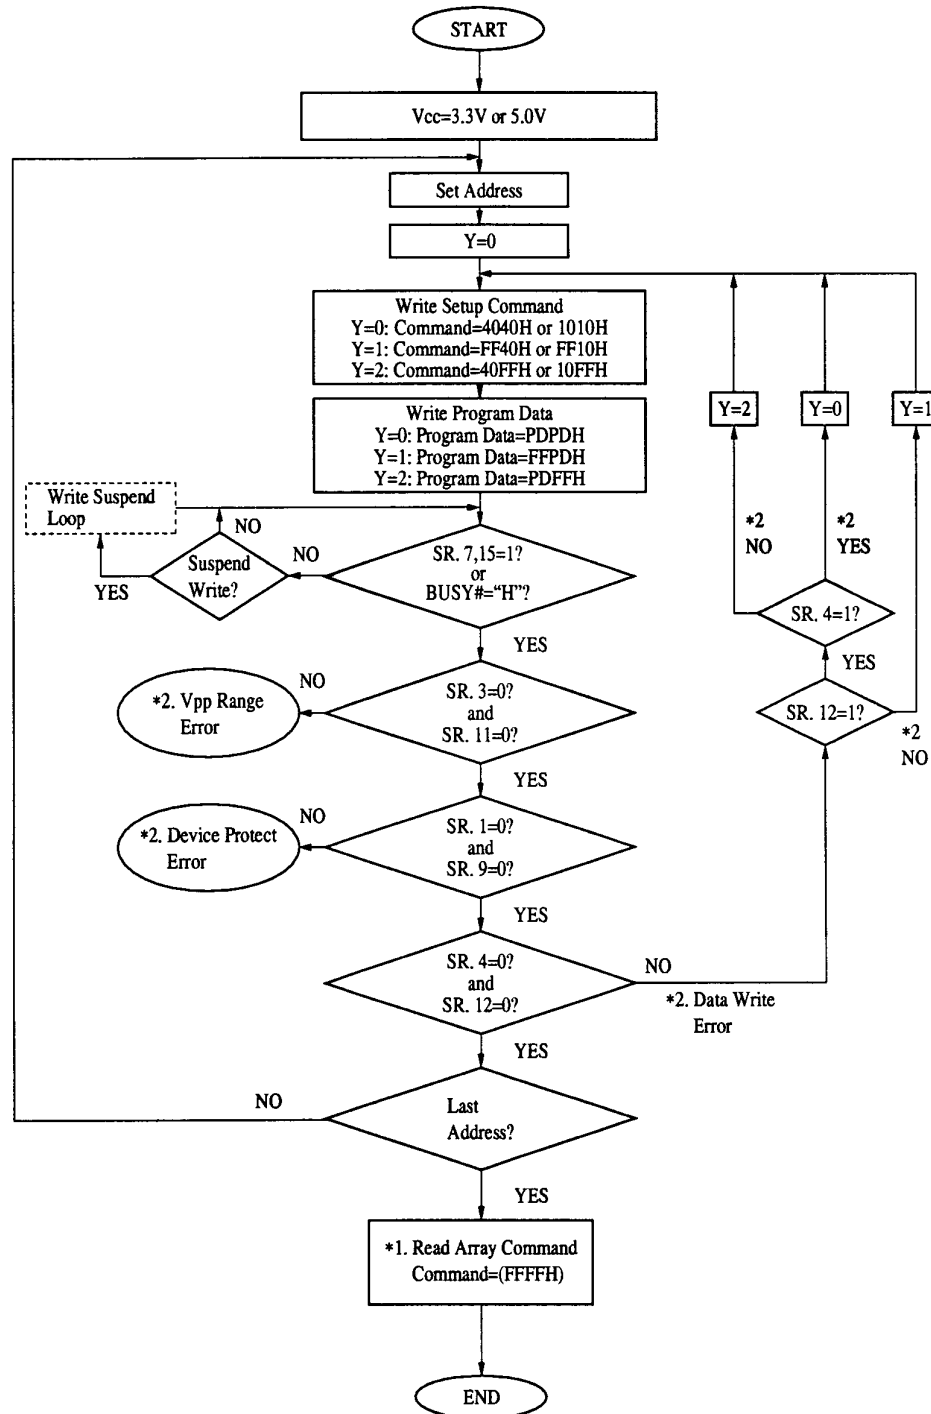 START
Vcc=3.3V or 5.0V
Set Address
Y=0
Write Setup Command
Y=0: Command=4040H or 1010H
Y=1: Command=FF40H or FF10H
Y=2: Command=40FFH or 10FFH
Y=2
Y=0
Y=1
Write Program Data
Y=0: Program Data=PDPDH
Y=1: Program Data=FFPDH
Y=2: Program Data=PDFFH
Write Suspend
Loop
NO
*2
NO
*2
YES
Suspend
Write?
YES
NO
SR. 7,15=1?
or
BUSY#=“H”?
SR. 4=1?
YES
YES
*2. Vpp Range
Error
NO
SR. 3=0?
and
SR. 11=0?
SR. 12=1?
*2
NO
YES
*2. Device Protect
Error
NO
SR. 1=0?
and
SR. 9=0?
YES
SR. 4=0?
and
SR. 12=0?
NO
*2. Data Write
Error
YES
NO
Last
Address?
YES
*1. Read Array Command
Command=(FFFFH)
END